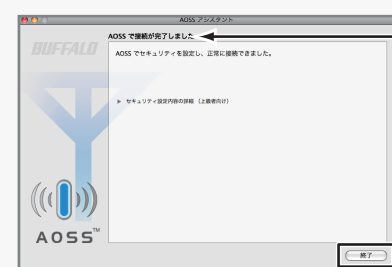 AOSS アシスタント
AOSS で接続が完了しました
BUFFALO
AOSS でセキュリティを設定し、正常に接続できました。
▶ セキュリティ設定内容の詳細 （上級者向け）
AOSS™
終了